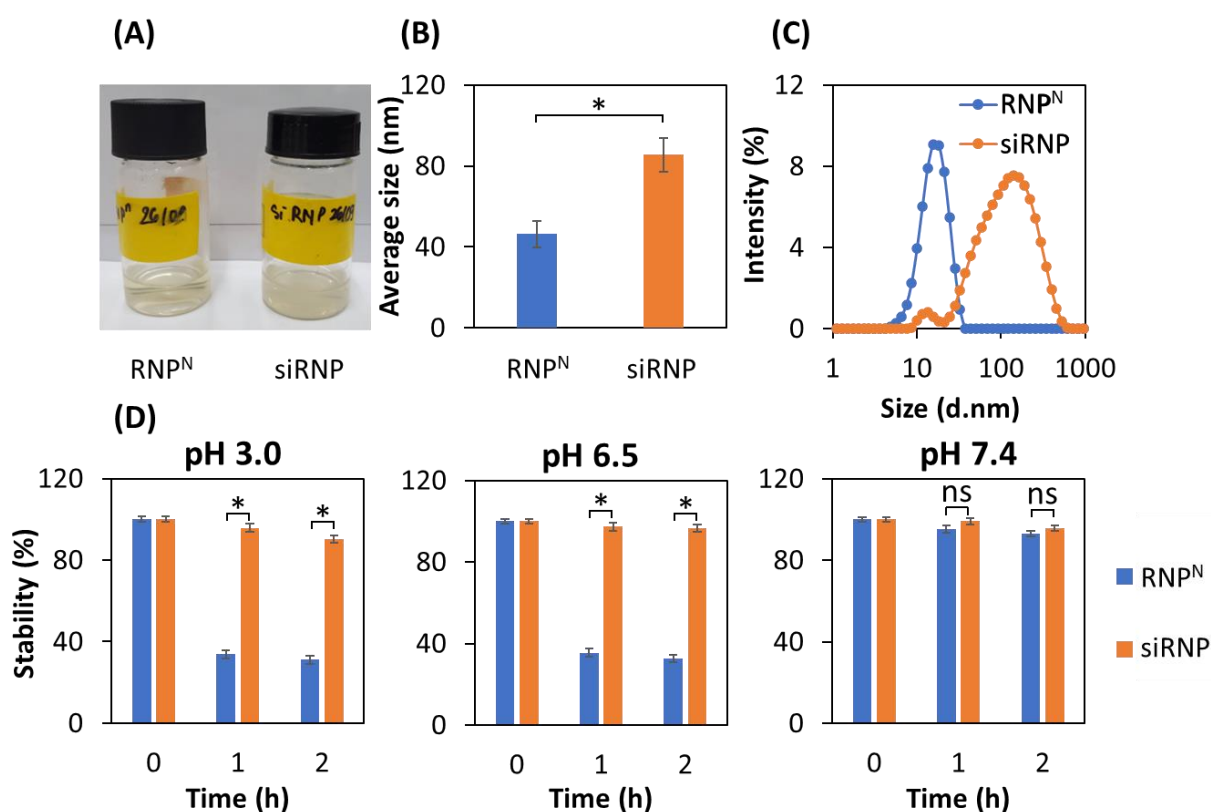 (A)
26/09
Si RNP 26/09
RNPᴺ siRNP
(B)
Average size (nm)
120
80
40
0
*
RNPᴺ siRNP
(C)
Intensity (%)
12
8
4
0
RNPᴺ
siRNP
1 10 100 1000
Size (d.nm)
(D)
Stability (%)
pH 3.0
120
80
40
0
* *
0 1 2
Time (h)
pH 6.5
120
80
40
0
* *
0 1 2
Time (h)
pH 7.4
120
80
40
0
ns ns
0 1 2
Time (h)
RNPᴺ
siRNP